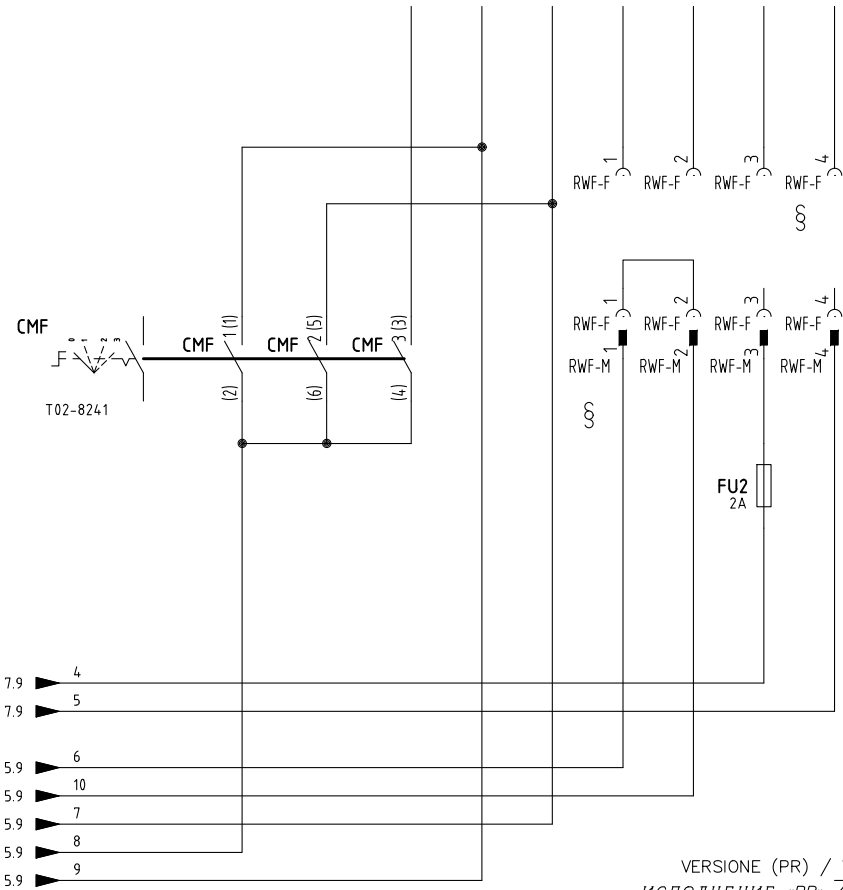 1
2
3
4
RWF-F
RWF-F
RWF-F
RWF-F
§
1
2
3
4
RWF-F
RWF-F
RWF-F
RWF-F
CMF
0
1
2
3
T02-8241
CMF
1 (1)
(2)
CMF
2 (5)
(6)
CMF
3 (3)
(4)
1
2
3
4
RWF-M
RWF-M
RWF-M
RWF-M
§
FU2
2A
7.9 4
7.9 5
5.9 6
5.9 10
5.9 7
5.9 8
5.9 9
VERSIONE (PR) /